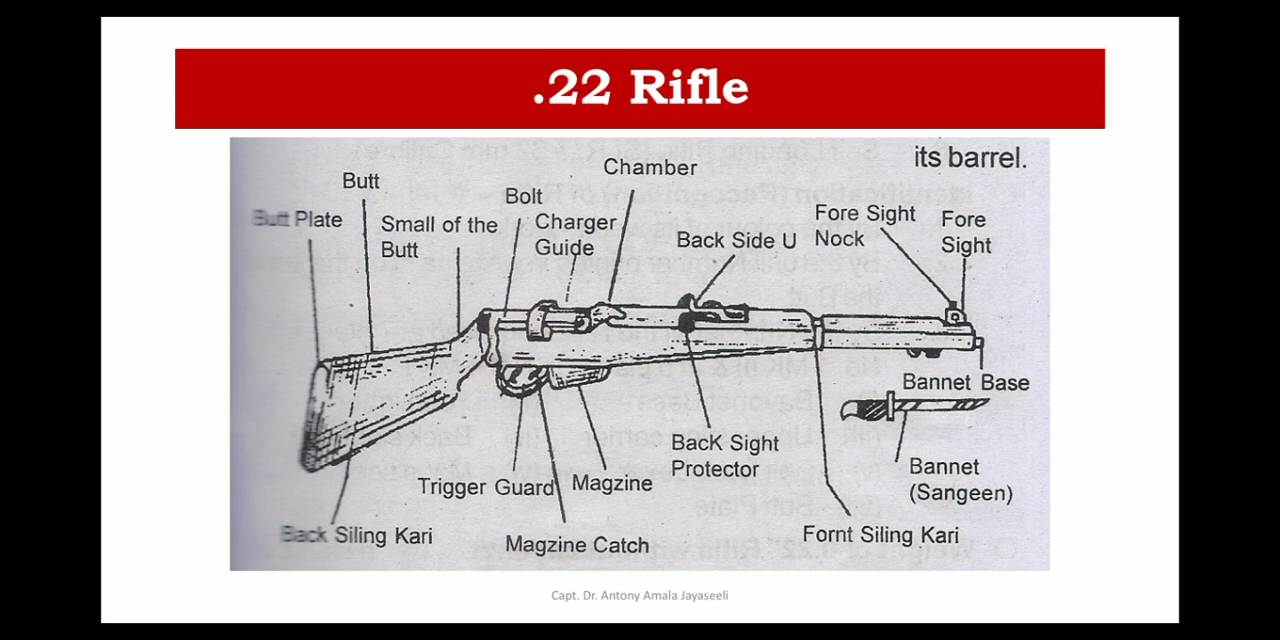 .22 Rifle
its barrel.
Chamber
Butt
Bolt
Butt Plate
Small of the
Butt
Charger
Guide
Back Side U
Fore Sight
Nock
Fore
Sight
Bannet Base
BacK Sight
Protector
Bannet
(Sangeen)
Trigger Guard
Magzine
Back Siling Kari
Magzine Catch
Fornt Siling Kari
Capt. Dr. Antony Amala Jayaseeli